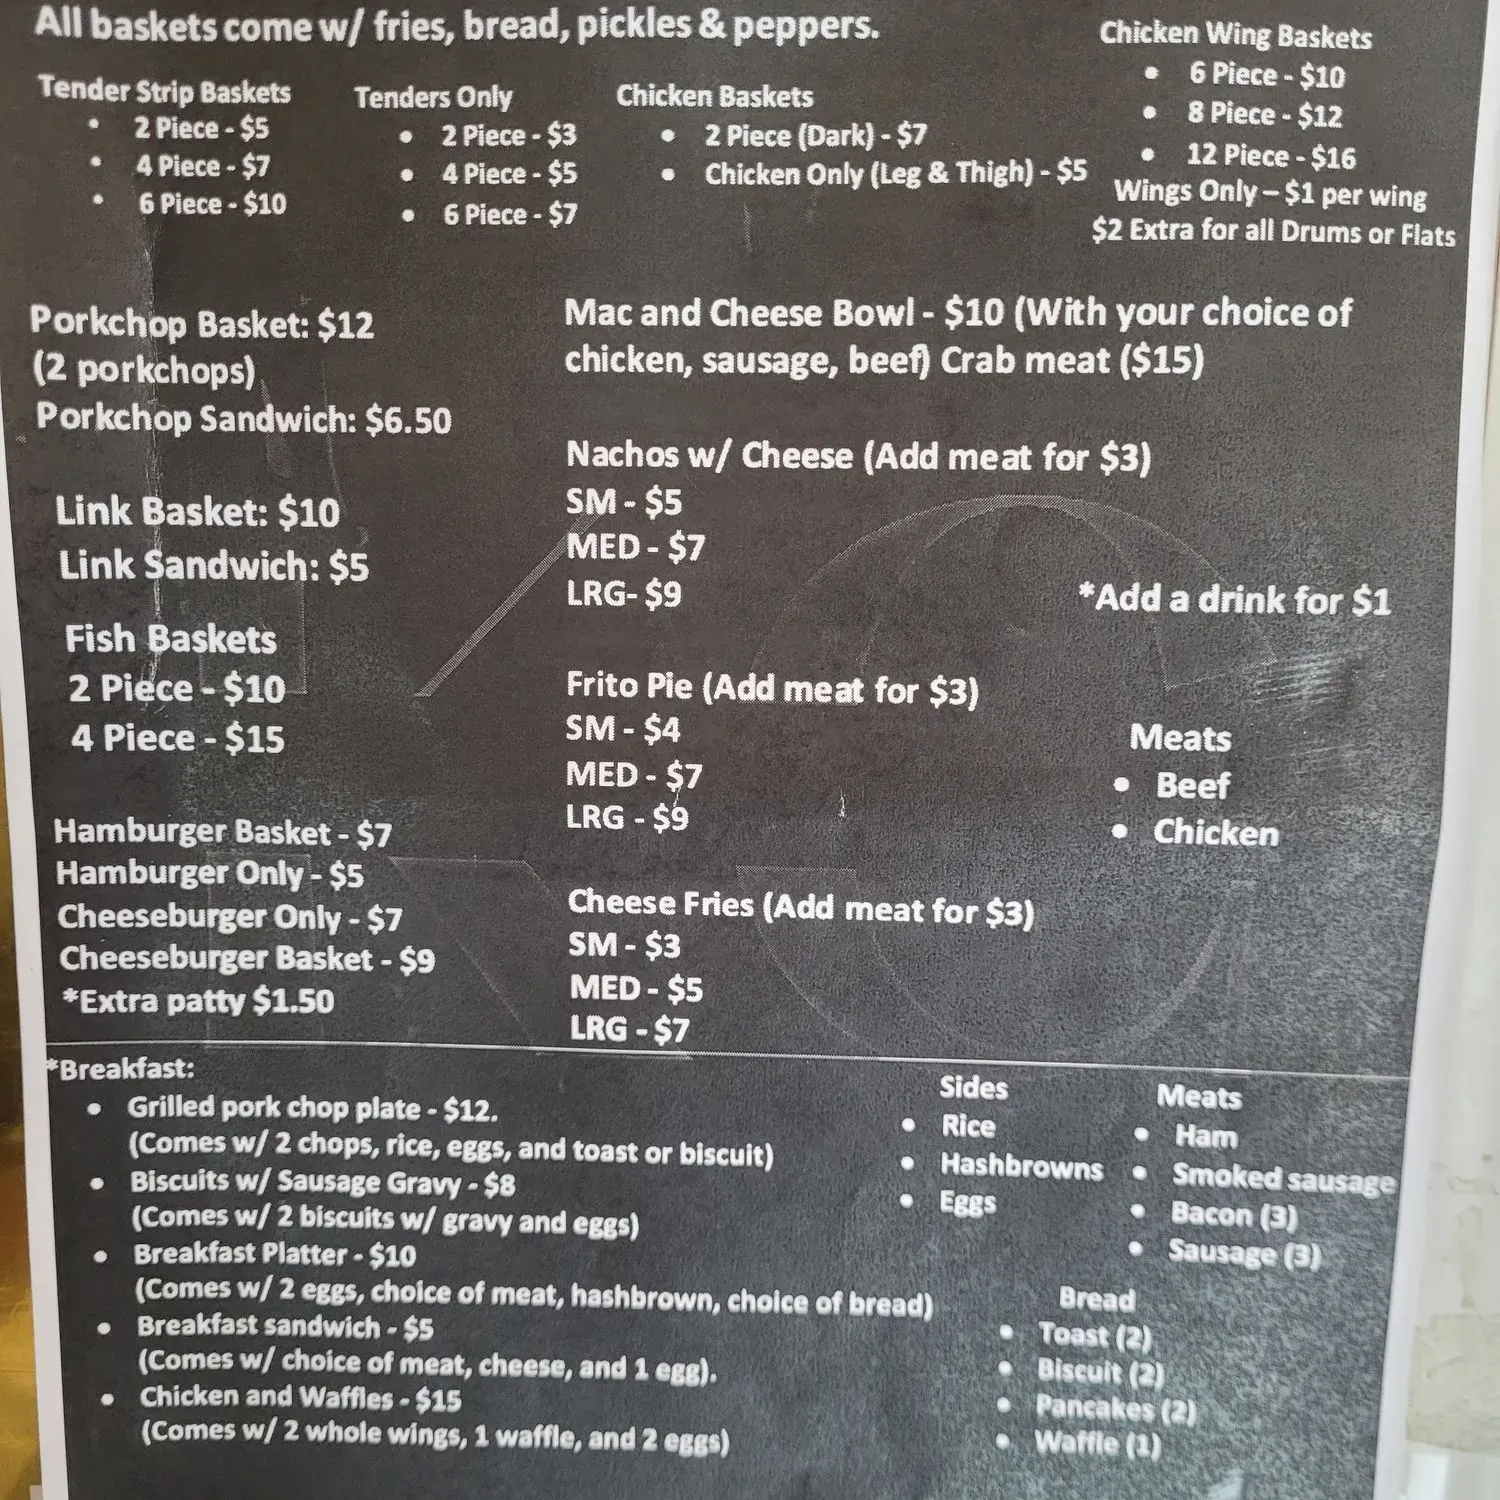 All baskets come w/ fries, bread, pickles & peppers.
Tender Strip Baskets
• 2 Piece - $5
• 4 Piece - $7
• 6 Piece - $10
Tenders Only
• 2 Piece - $3
• 4 Piece - $5
• 6 Piece - $7
Chicken Baskets
• 2 Piece (Dark) - $7
• Chicken Only (Leg & Thigh) - $5
Chicken Wing Baskets
• 6 Piece - $10
• 8 Piece - $12
• 12 Piece - $16
Wings Only – $1 per wing
$2 Extra for all Drums or Flats
Porkchop Basket: $12
(2 porkchops)
Porkchop Sandwich: $6.50
Link Basket: $10
Link Sandwich: $5
Fish Baskets
2 Piece - $10
4 Piece - $15
Hamburger Basket - $7
Hamburger Only - $5
Cheeseburger Only - $7
Cheeseburger Basket - $9
*Extra patty $1.50
Mac and Cheese Bowl - $10 (With your choice of
chicken, sausage, beef) Crab meat ($15)
Nachos w/ Cheese (Add meat for $3)
SM - $5
MED - $7
LRG- $9
Frito Pie (Add meat for $3)
SM - $4
MED - $7
LRG - $9
Cheese Fries (Add meat for $3)
SM - $3
MED - $5
LRG - $7
*Add a drink for $1
Meats
• Beef
• Chicken
*Breakfast:
• Grilled pork chop plate - $12.
(Comes w/ 2 chops, rice, eggs, and toast or biscuit)
• Biscuits w/ Sausage Gravy - $8
(Comes w/ 2 biscuits w/ gravy and eggs)
• Breakfast Platter - $10
(Comes w/ 2 eggs, choice of meat, hashbrown, choice of bread)
• Breakfast sandwich - $5
(Comes w/ choice of meat, cheese, and 1 egg).
• Chicken and Waffles - $15
(Comes w/ 2 whole wings, 1 waffle, and 2 eggs)
Sides
• Rice
• Hashbrowns
• Eggs
Meats
• Ham
• Smoked sausage
• Bacon (3)
• Sausage (3)
Bread
• Toast (2)
• Biscuit (2)
• Pancakes (2)
• Waffle (1)